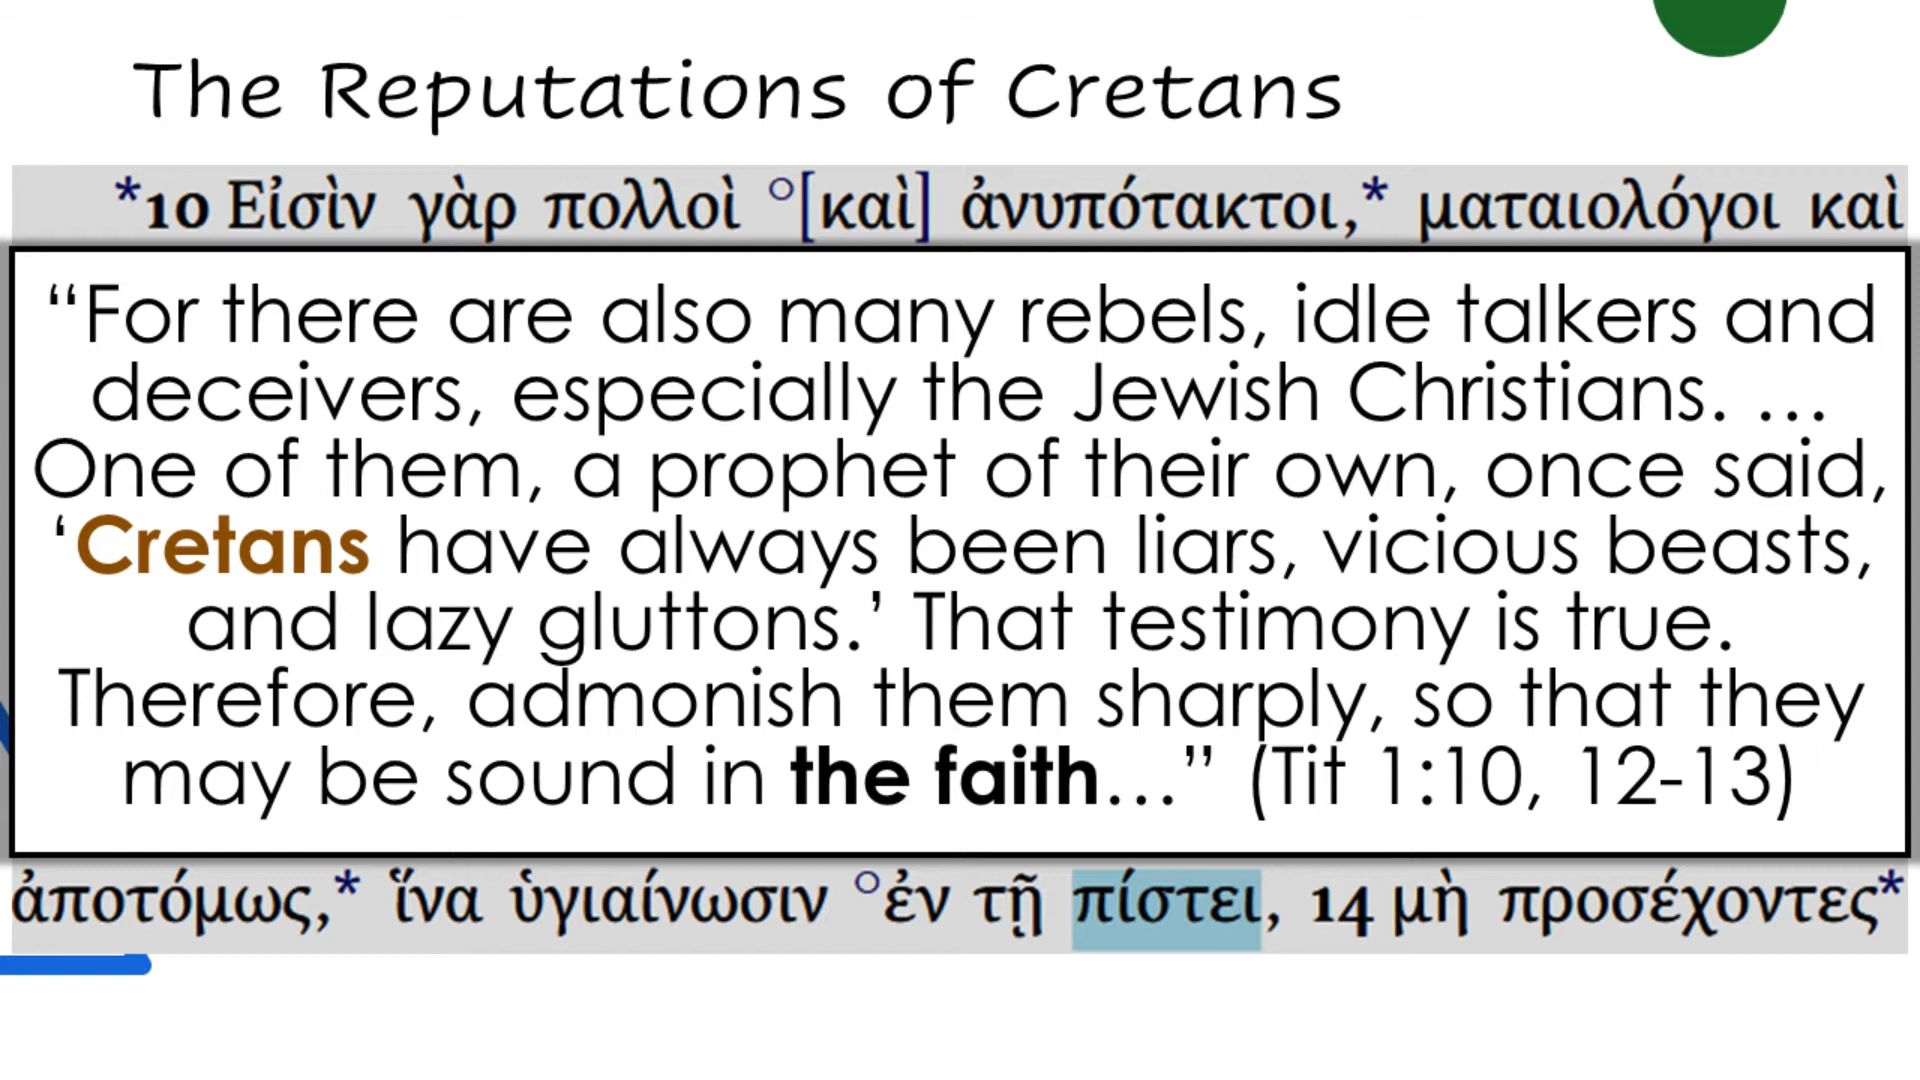 The Reputations of Cretans
*10 Εἰσὶν γὰρ πολλοὶ °[καὶ] ἀνυπότακτοι,* ματαιολόγοι καὶ
“For there are also many rebels, idle talkers and
deceivers, especially the Jewish Christians. …
One of them, a prophet of their own, once said,
‘Cretans have always been liars, vicious beasts,
and lazy gluttons.’ That testimony is true.
Therefore, admonish them sharply, so that they
may be sound in the faith…” (Tit 1:10, 12-13)
ἀποτόμως,* ἵνα ὑγιαίνωσιν °ἐν τῇ πίστει, 14 μὴ προσέχοντες*